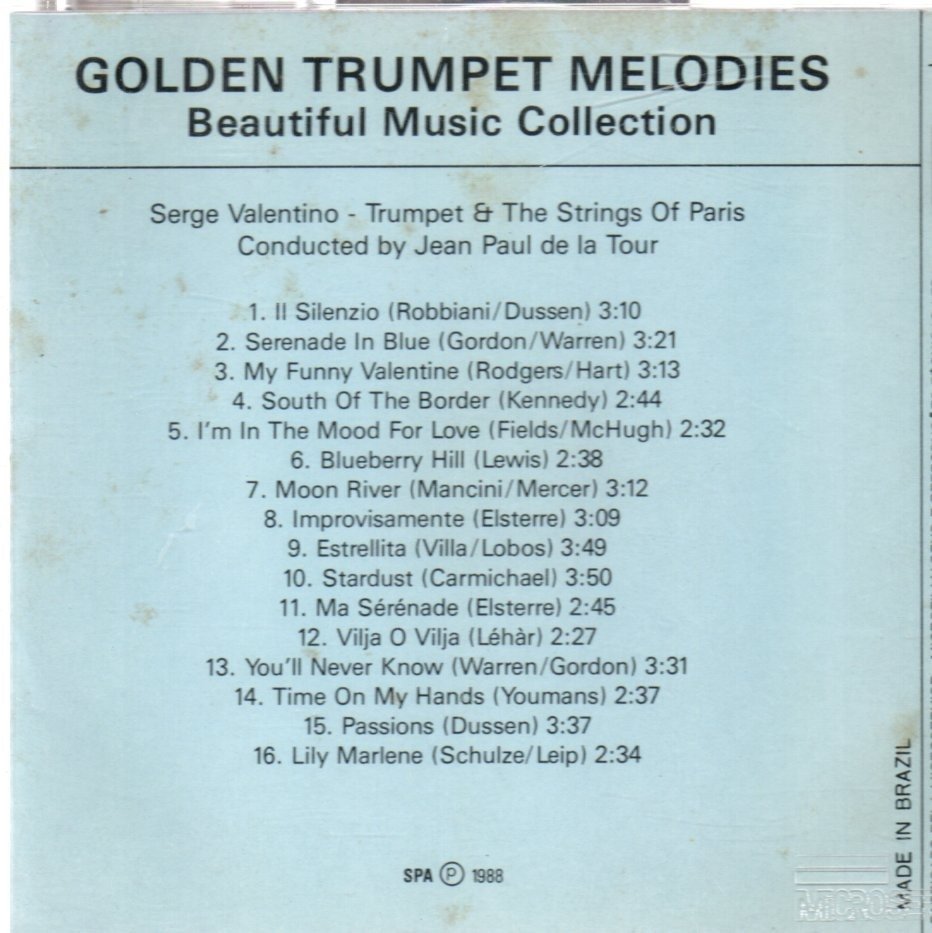 GOLDEN TRUMPET MELODIES
Beautiful Music Collection
Serge Valentino - Trumpet & The Strings Of Paris
Conducted by Jean Paul de la Tour
1. Il Silenzio (Robbiani/Dussen) 3:10
2. Serenade In Blue (Gordon/Warren) 3:21
3. My Funny Valentine (Rodgers/Hart) 3:13
4. South Of The Border (Kennedy) 2:44
5. I'm In The Mood For Love (Fields/McHugh) 2:32
6. Blueberry Hill (Lewis) 2:38
7. Moon River (Mancini/Mercer) 3:12
8. Improvisamente (Elsterre) 3:09
9. Estrellita (Villa/Lobos) 3:49
10. Stardust (Carmichael) 3:50
11. Ma Sérénade (Elsterre) 2:45
12. Vilja O Vilja (Léhàr) 2:27
13. You'll Never Know (Warren/Gordon) 3:31
14. Time On My Hands (Youmans) 2:37
15. Passions (Dussen) 3:37
16. Lily Marlene (Schulze/Leip) 2:34
SPA Ⓟ 1988
MADE IN BRAZIL